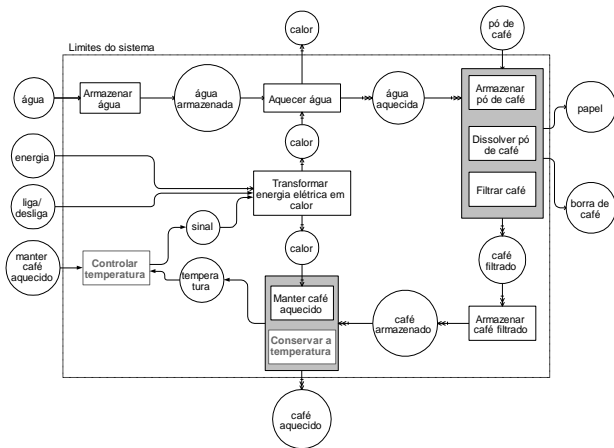 calor
pó de
café
Limites do sistema
água
Armazenar
água
água
armazenada
Aquecer água
água
aquecida
Armazenar
pó de café
papel
energia
calor
Dissolver pó
de café
liga/
desliga
Transformar
energia elétrica em
calor
Filtrar café
borra de
café
sinal
manter
café
aquecido
Controlar
temperatura
calor
café
filtrado
tempera
tura
Manter café
aquecido
café
armazenado
Armazenar
café filtrado
Conservar a
temperatura
café
aquecido